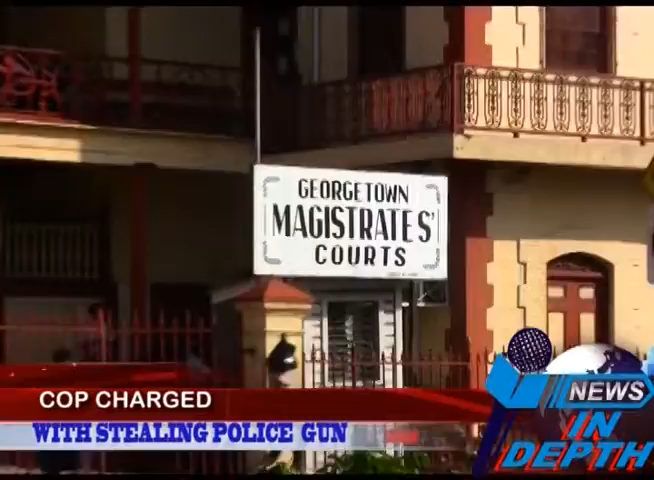 GEORGETOWN
MAGISTRATES'
COURTS
COP CHARGED
WITH STEALING POLICE GUN
NEWS
IN
DEPTH